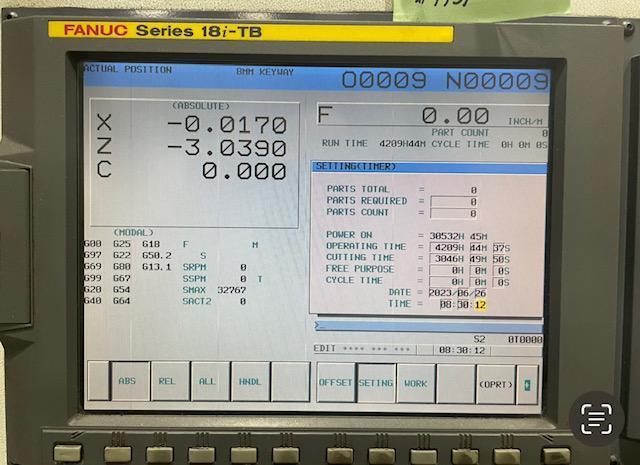 FANUC Series 18i-TB
ACTUAL POSITION 8MM KEYWAY O0009 N00009
(ABSOLUTE)
X -0.0170
Z -3.0390
C 0.000
F 0.00 INCH/M
PART COUNT 0
RUN TIME 4209H44M CYCLE TIME 0H 0M 0S
SETTING(TIMER)
PARTS TOTAL = 0
PARTS REQUIRED = 0
PARTS COUNT = 0
POWER ON = 30532H 45M
OPERATING TIME = 4209H 44M 37S
CUTTING TIME = 3046H 49M 50S
FREE PURPOSE = 0H 0M 0S
CYCLE TIME = 0H 0M 0S
DATE = 2023/06/26
TIME = 08:30:12
(MODAL)
G00 G25 G18 F M
G97 G22 G50.2 S
G69 G80 G13.1 SRPM 0
G99 G67 SSPM 0 T
G20 G54 SMAX 32767
G40 G64 SACT2 0
>_
S2 0T0000
EDIT **** *** *** 08:30:12
ABS REL ALL HNDL OFFSET SETING WORK (OPRT)